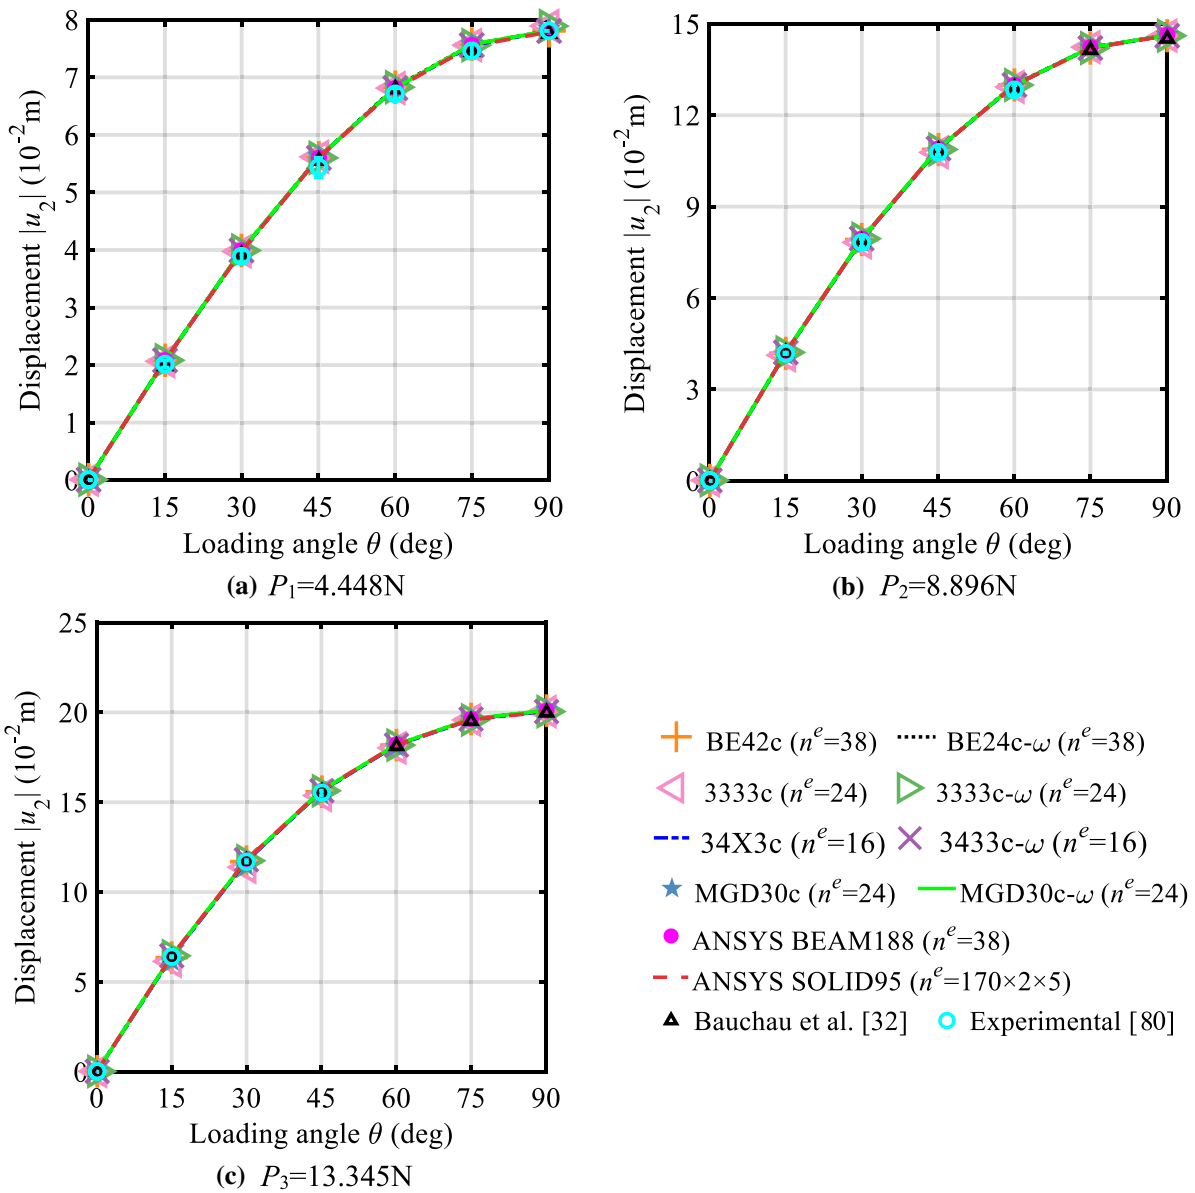 Displacement |u2| (10-2m)
8
7
6
5
4
3
2
1
0
0 15 30 45 60 75 90
Loading angle θ (deg)
(a) P1=4.448N
Displacement |u2| (10-2m)
15
12
9
6
3
0
0 15 30 45 60 75 90
Loading angle θ (deg)
(b) P2=8.896N
Displacement |u2| (10-2m)
25
20
15
10
5
0
0 15 30 45 60 75 90
Loading angle θ (deg)
(c) P3=13.345N
BE42c (ne=38) BE24c-ω (ne=38)
3333c (ne=24) 3333c-ω (ne=24)
34X3c (ne=16) 3433c-ω (ne=16)
MGD30c (ne=24) MGD30c-ω (ne=24)
ANSYS BEAM188 (ne=38)
ANSYS SOLID95 (ne=170×2×5)
Bauchau et al. [32] Experimental [80]